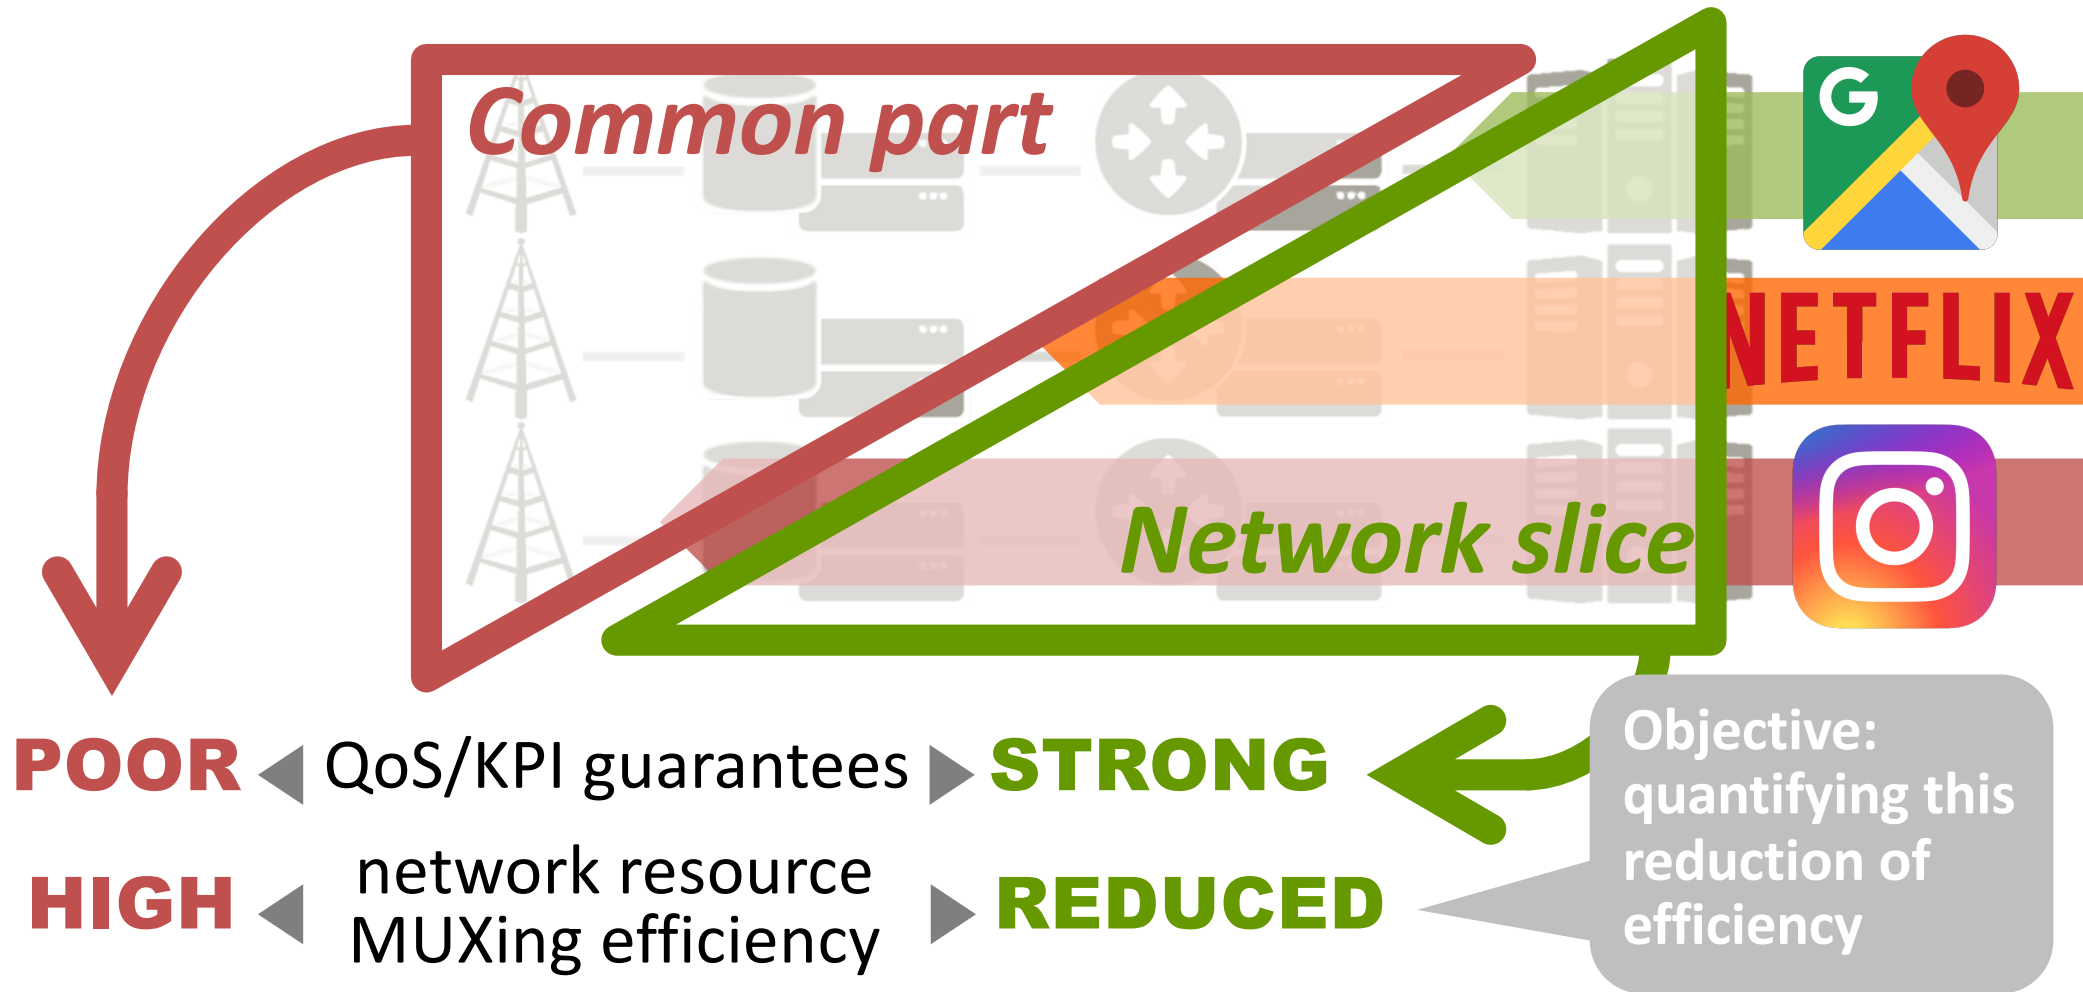 Common part
G
NETFLIX
Network slice
POOR QoS/KPI guarantees STRONG
HIGH network resource MUXing efficiency REDUCED
Objective:
quantifying this
reduction of
efficiency